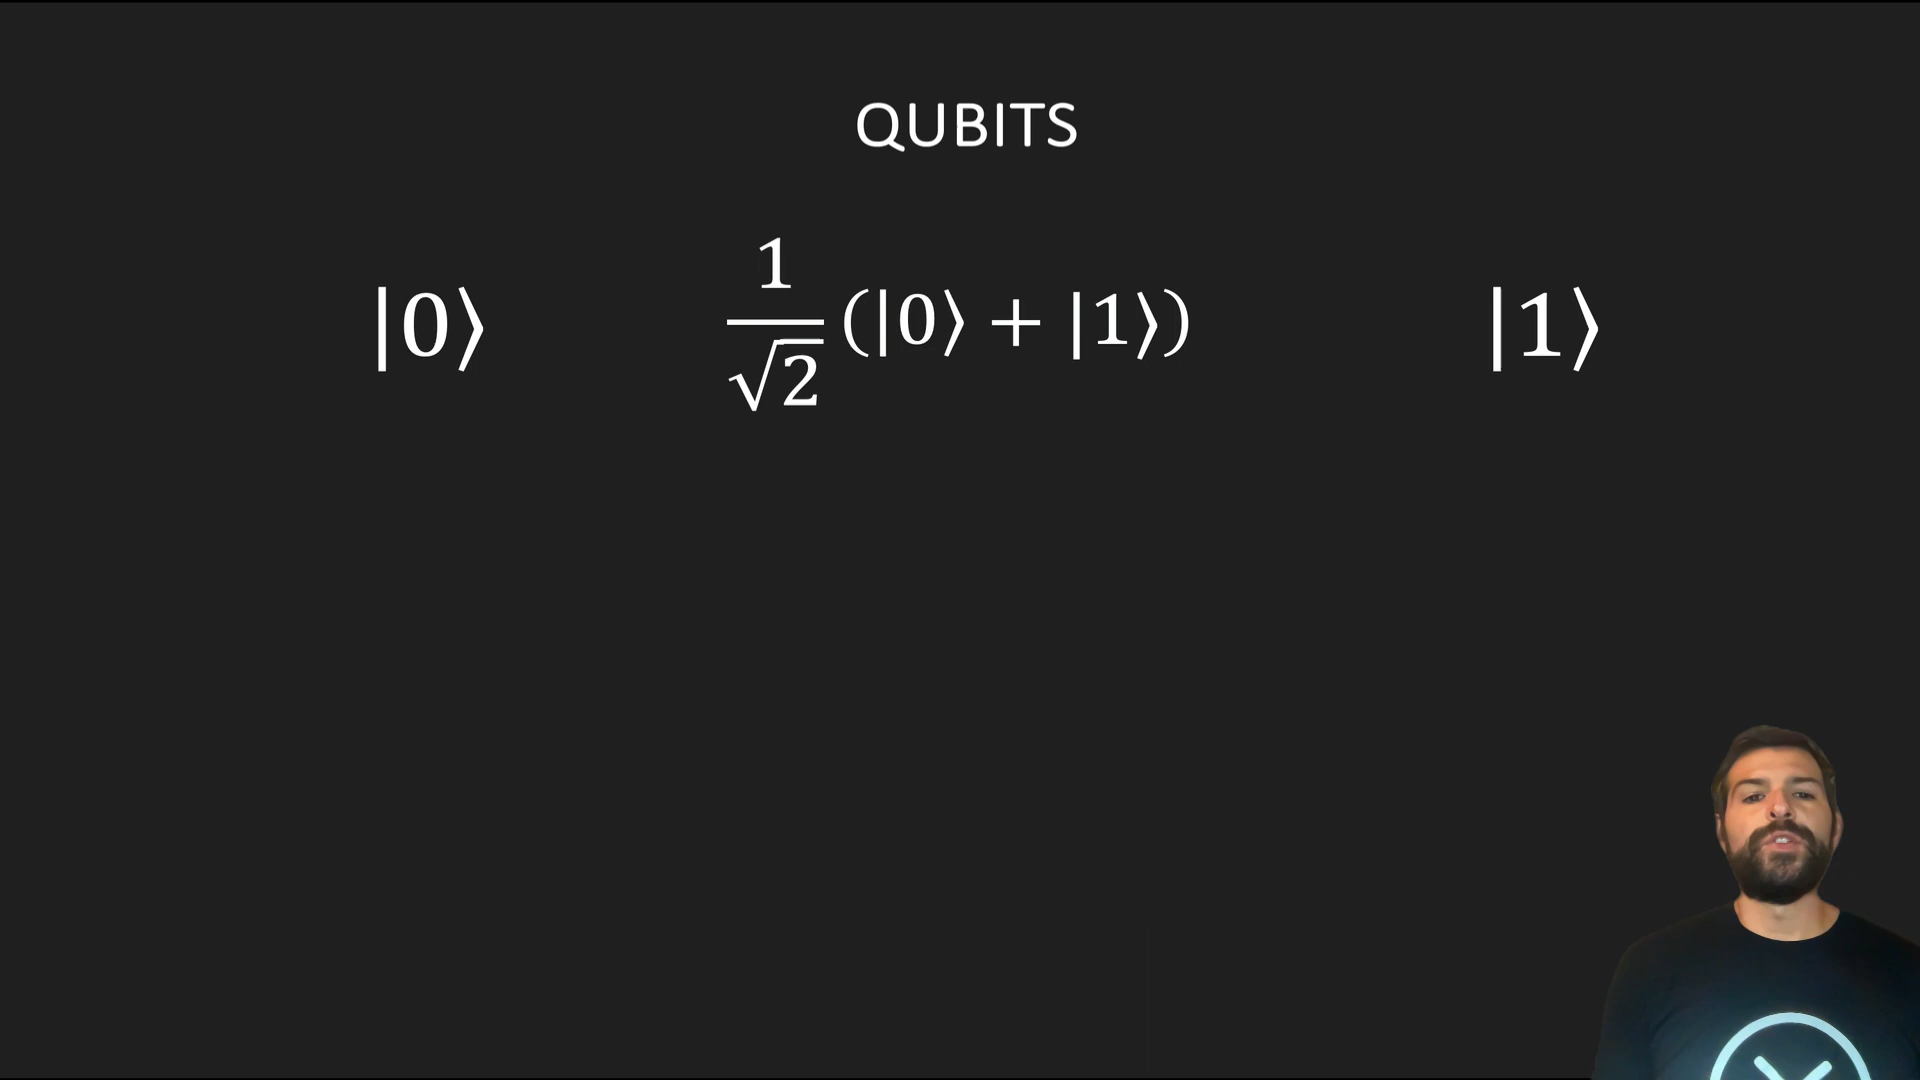 QUBITS
|0⟩ 1/√2 (|0⟩ + |1⟩) |1⟩